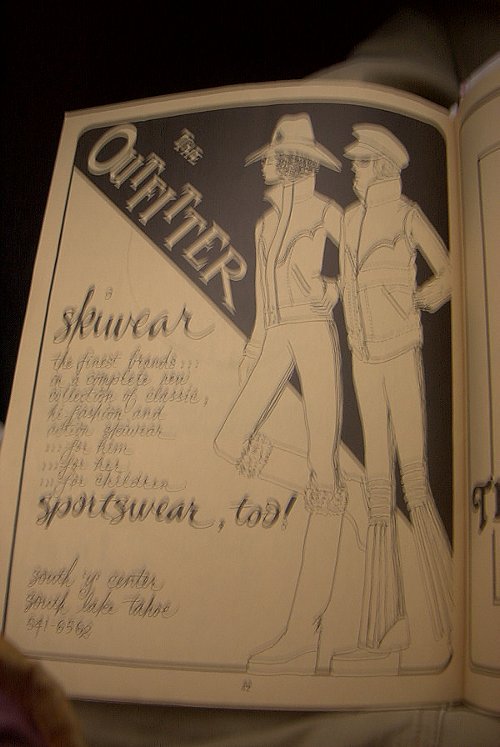 THE
OUTFITTER
skiwear
the finest brands...
in a complete new
collection of classic,
hi fashion and
action skiwear
... for him
... for her
... for children
sportswear, too!
south "y" center
south lake tahoe
541-6562